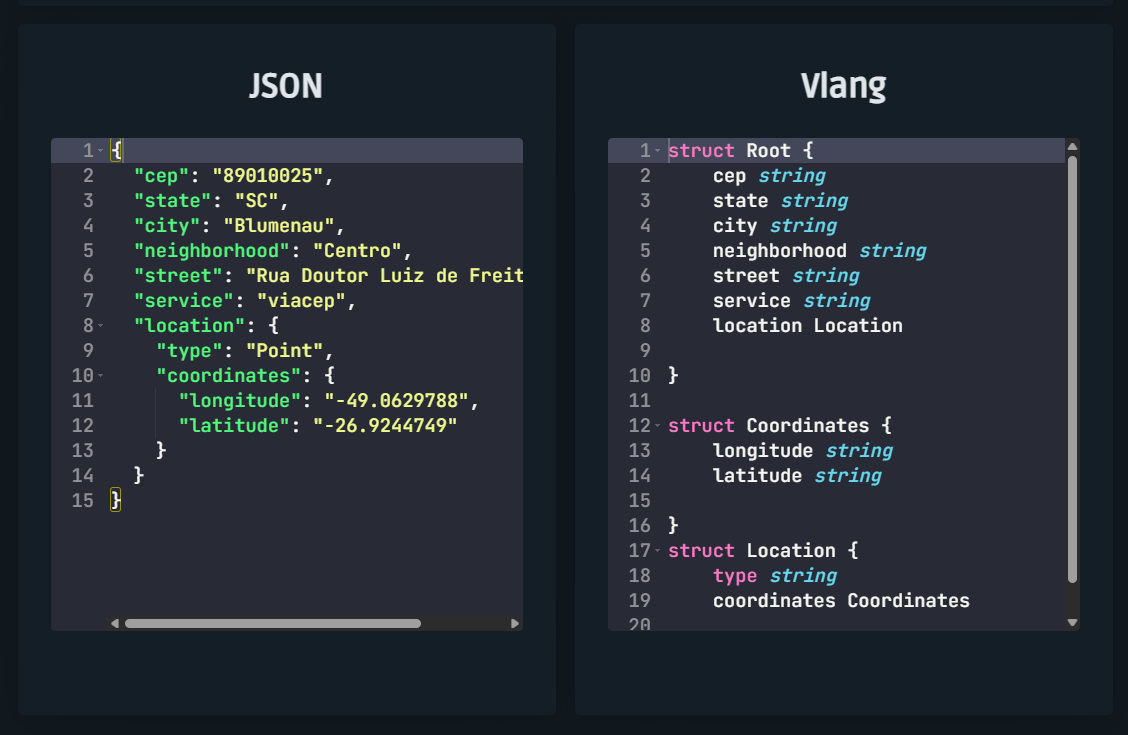 JSON
1 {
2 "cep": "89010025",
3 "state": "SC",
4 "city": "Blumenau",
5 "neighborhood": "Centro",
6 "street": "Rua Doutor Luiz de Freit
7 "service": "viacep",
8 "location": {
9 "type": "Point",
10 "coordinates": {
11 "longitude": "-49.0629788",
12 "latitude": "-26.9244749"
13 }
14 }
15 }
Vlang
1 struct Root {
2 cep string
3 state string
4 city string
5 neighborhood string
6 street string
7 service string
8 location Location
9
10 }
11
12 struct Coordinates {
13 longitude string
14 latitude string
15
16 }
17 struct Location {
18 type string
19 coordinates Coordinates
20